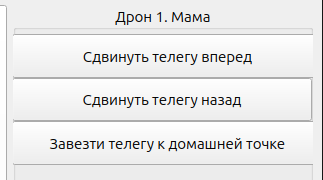 Дрон 1. Мама
Сдвинуть телегу вперед
Сдвинуть телегу назад
Завезти телегу к домашней точке